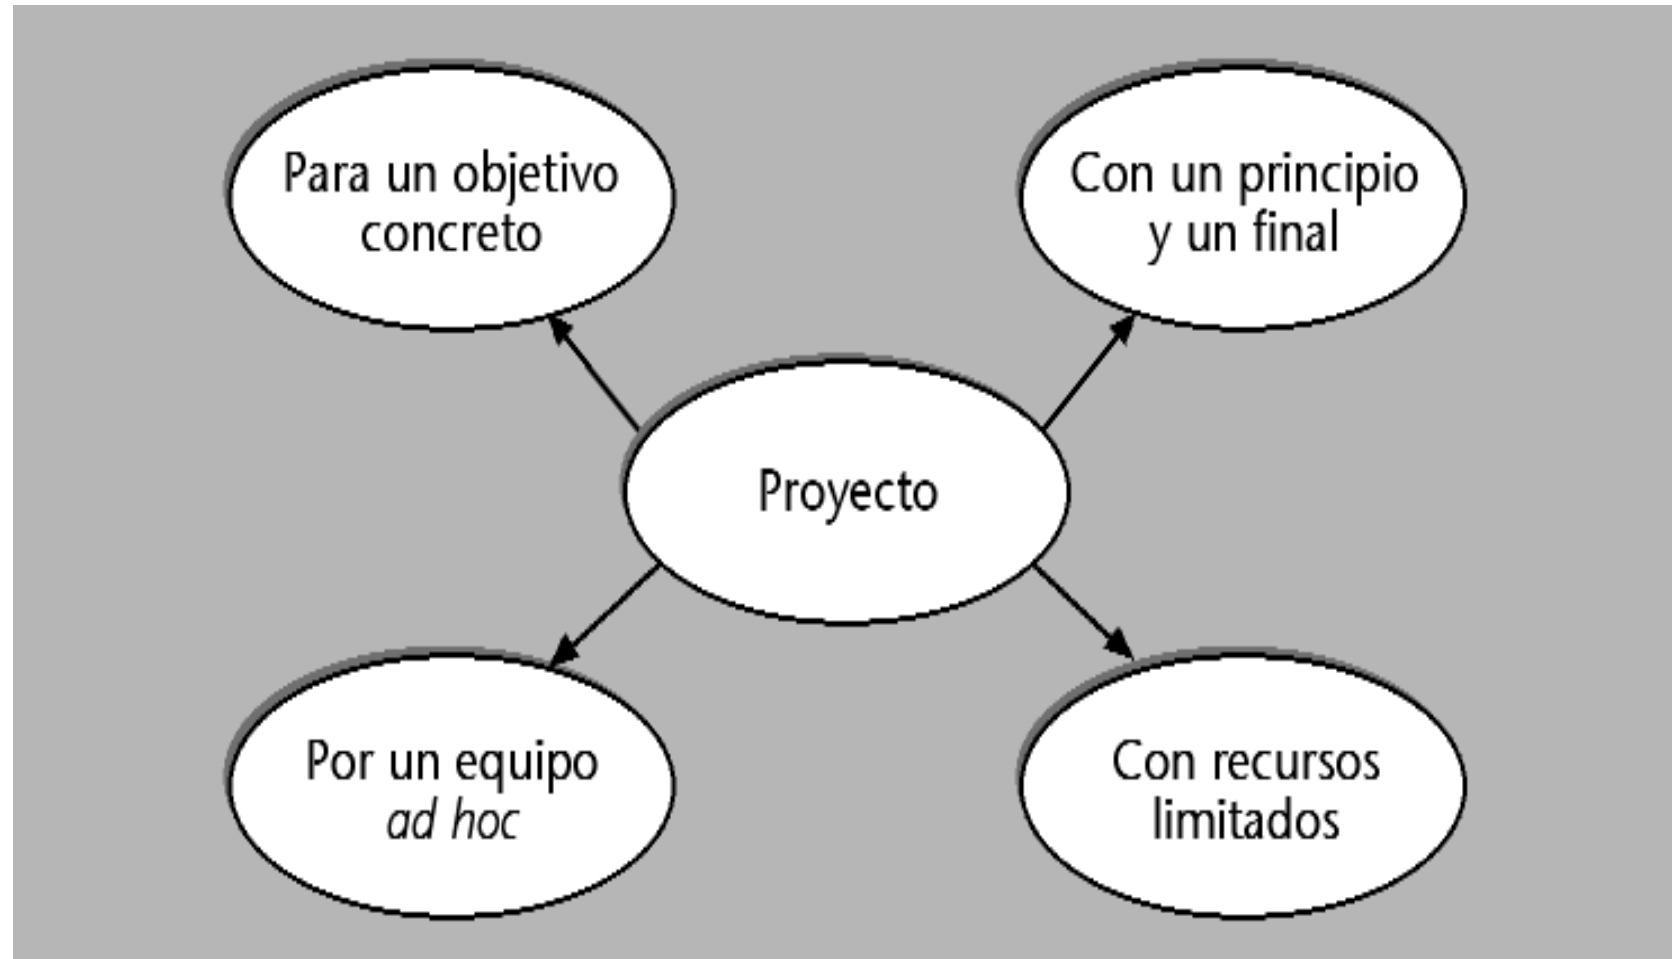 Para un objetivo
concreto
Con un principio
y un final
Proyecto
Por un equipo
ad hoc
Con recursos
limitados